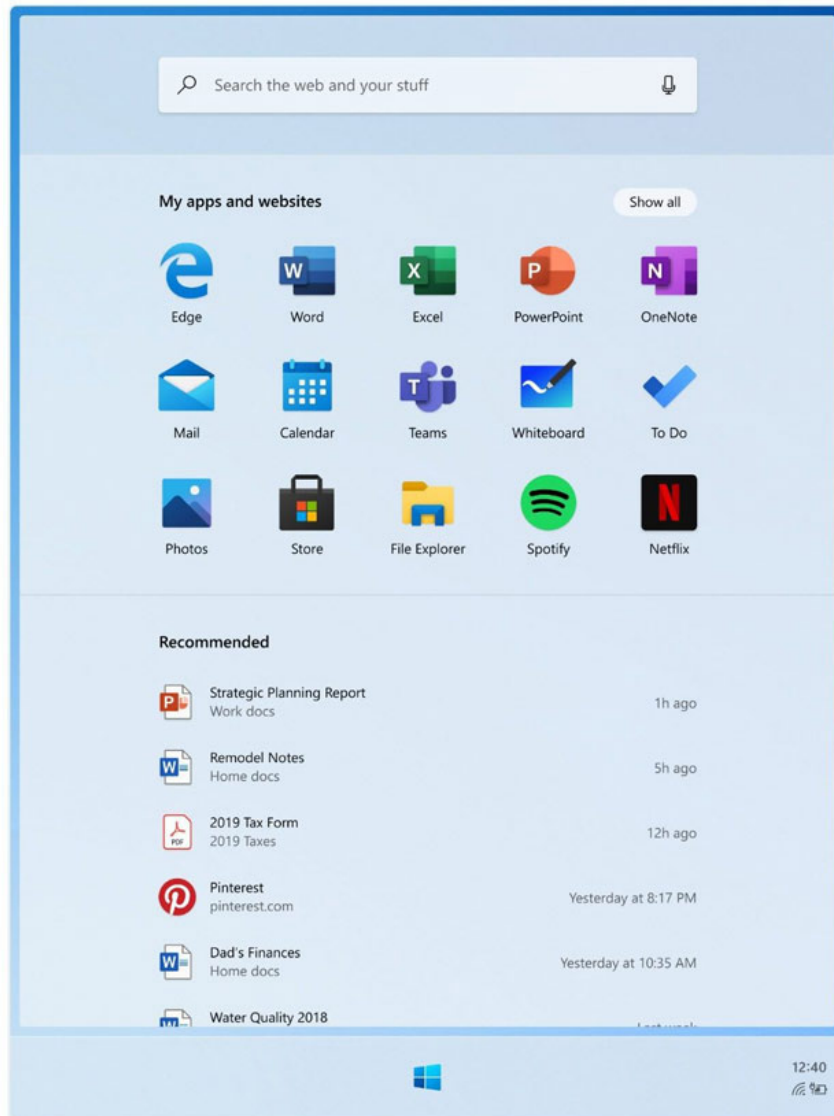 Search the web and your stuff
My apps and websites
Show all
Edge
Word
Excel
PowerPoint
OneNote
Mail
Calendar
Teams
Whiteboard
To Do
Photos
Store
File Explorer
Spotify
Netflix
Recommended
Strategic Planning Report
Work docs
1h ago
Remodel Notes
Home docs
5h ago
2019 Tax Form
2019 Taxes
12h ago
PDF
Pinterest
pinterest.com
Yesterday at 8:17 PM
Dad's Finances
Home docs
Yesterday at 10:35 AM
Water Quality 2018
Last week
12:40